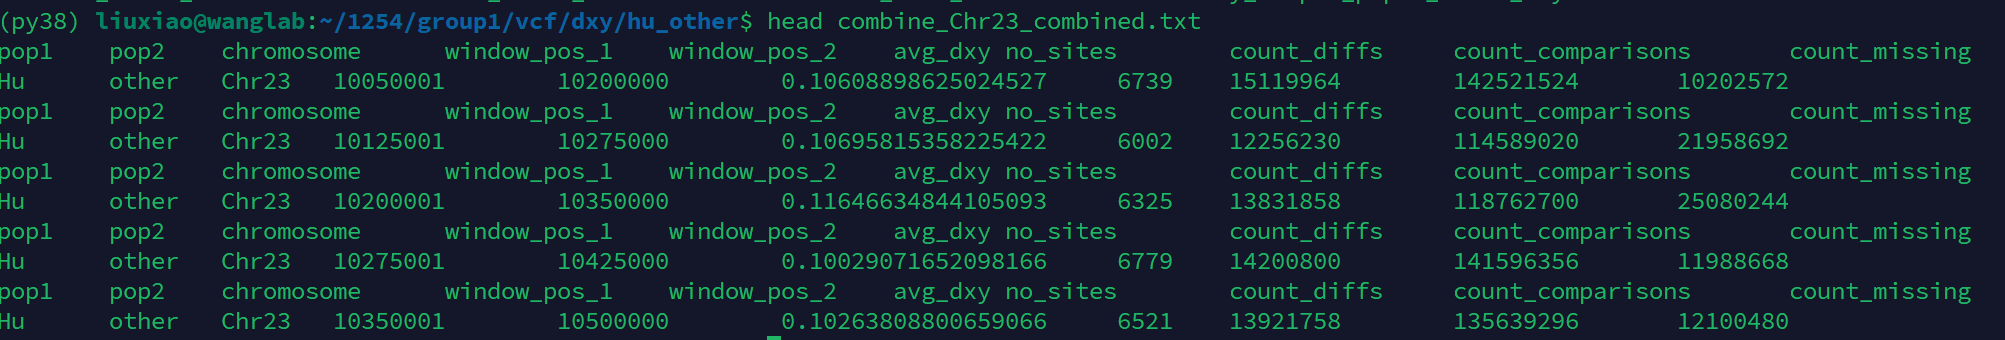 (py38) liuxiao@wanglab:~/1254/group1/vcf/dxy/hu_other$ head combine_Chr23_combined.txt
pop1 pop2 chromosome window_pos_1 window_pos_2 avg_dxy no_sites count_diffs count_comparisons count_missing
Hu other Chr23 10050001 10200000 0.10608898625024527 6739 15119964 142521524 10202572
pop1 pop2 chromosome window_pos_1 window_pos_2 avg_dxy no_sites count_diffs count_comparisons count_missing
Hu other Chr23 10125001 10275000 0.10695815358225422 6002 12256230 114589020 21958692
pop1 pop2 chromosome window_pos_1 window_pos_2 avg_dxy no_sites count_diffs count_comparisons count_missing
Hu other Chr23 10200001 10350000 0.11646634844105093 6325 13831858 118762700 25080244
pop1 pop2 chromosome window_pos_1 window_pos_2 avg_dxy no_sites count_diffs count_comparisons count_missing
Hu other Chr23 10275001 10425000 0.10029071652098166 6779 14200800 141596356 11988668
pop1 pop2 chromosome window_pos_1 window_pos_2 avg_dxy no_sites count_diffs count_comparisons count_missing
Hu other Chr23 10350001 10500000 0.10263808800659066 6521 13921758 135639296 12100480